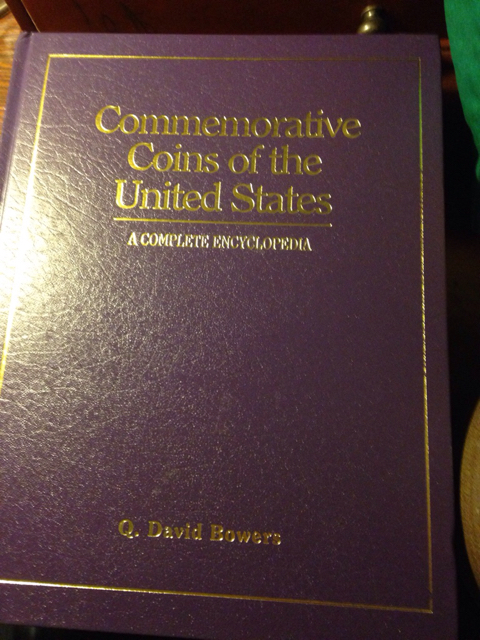 Commemorative
Coins of the
United States
A COMPLETE ENCYCLOPEDIA
Q. David Bowers